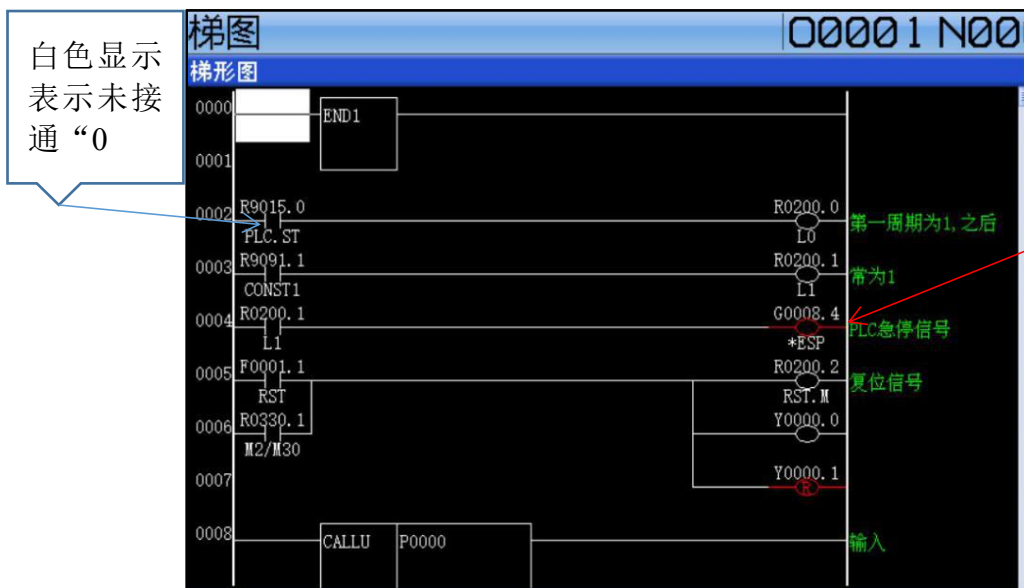 白色显示
表示未接
通“0
梯图
O0001 N00
梯形图
0000
END1
0001
0002
R9015.0
PLC.ST
R0200.0
L0
第一周期为1,之后
0003
R9091.1
CONST1
R0200.1
L1
常为1
0004
R0200.1
L1
G0008.4
*ESP
PLC急停信号
0005
F0001.1
RST
R0200.2
RST.M
复位信号
0006
R0330.1
M2/M30
Y0000.0
0007
Y0000.1
R
0008
CALLU
P0000
输入